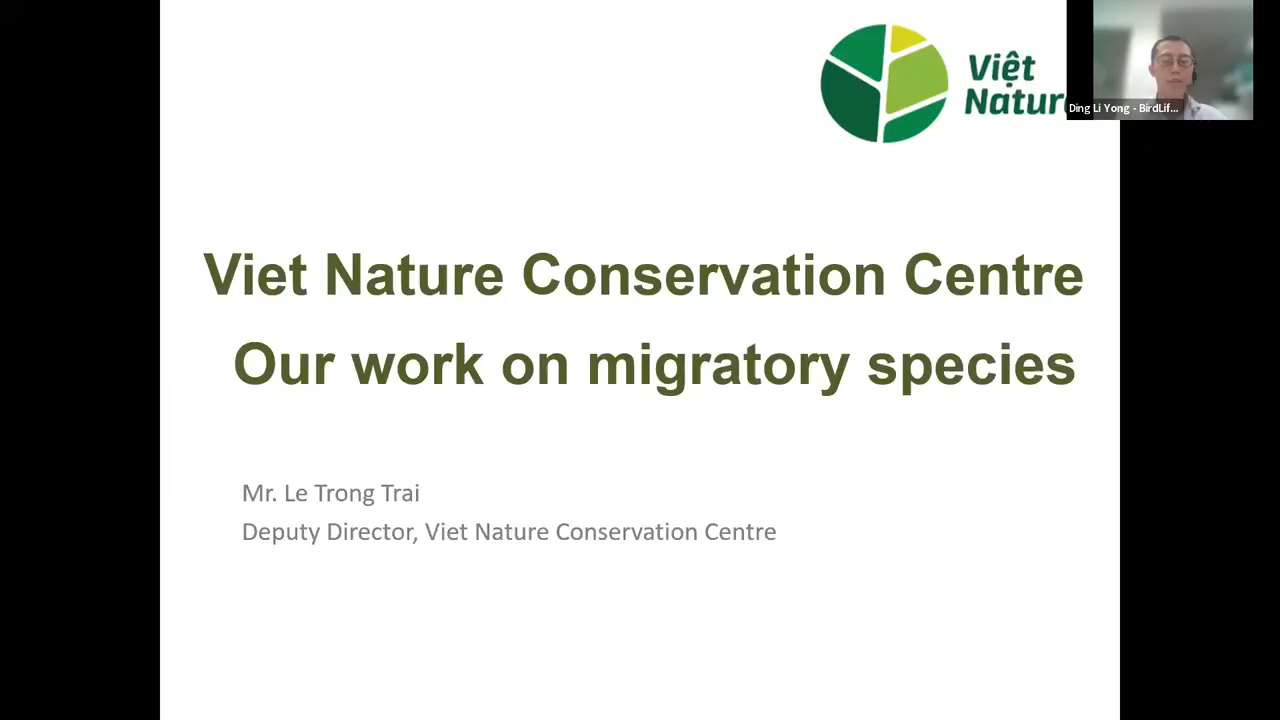 Việt
Nature
Ding Li Yong - BirdLif...
Viet Nature Conservation Centre
Our work on migratory species
Mr. Le Trong Trai
Deputy Director, Viet Nature Conservation Centre